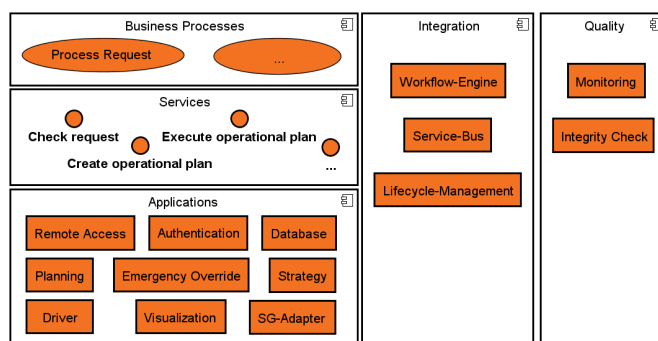 Business Processes
Process Request
...
Services
Check request
Execute operational plan
Create operational plan
...
Applications
Remote Access
Authentication
Database
Planning
Emergency Override
Strategy
Driver
Visualization
SG-Adapter
Integration
Workflow-Engine
Service-Bus
Lifecycle-Management
Quality
Monitoring
Integrity Check